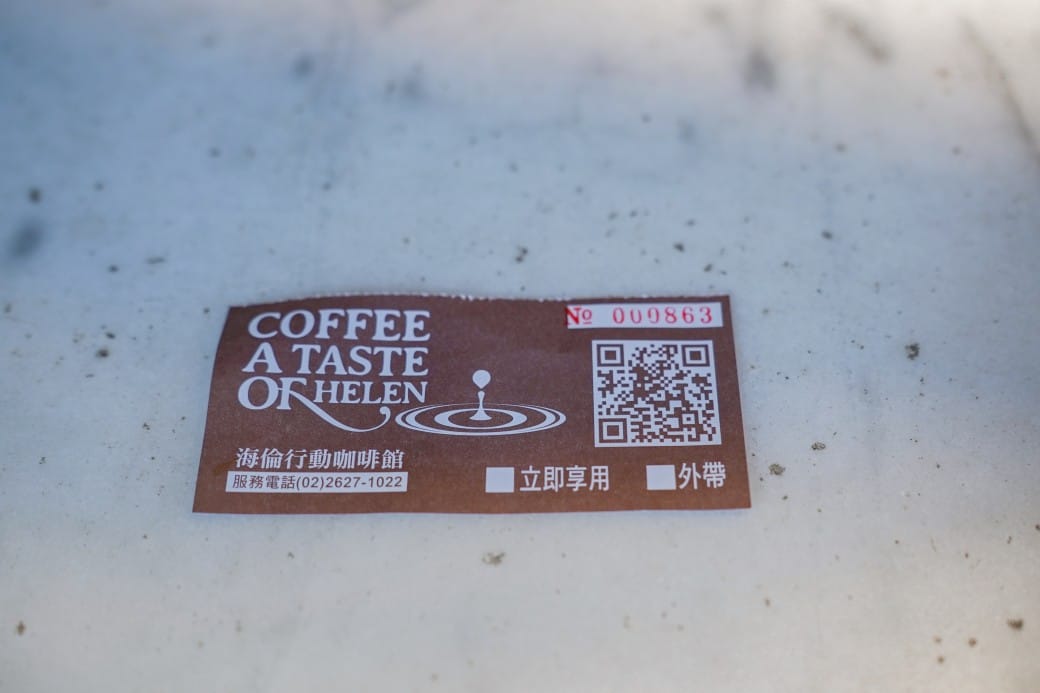 COFFEE
A TASTE
OF HELEN
海倫行動咖啡館
服務電話(02)2627-1022
№ 000863
立即享用
外帶